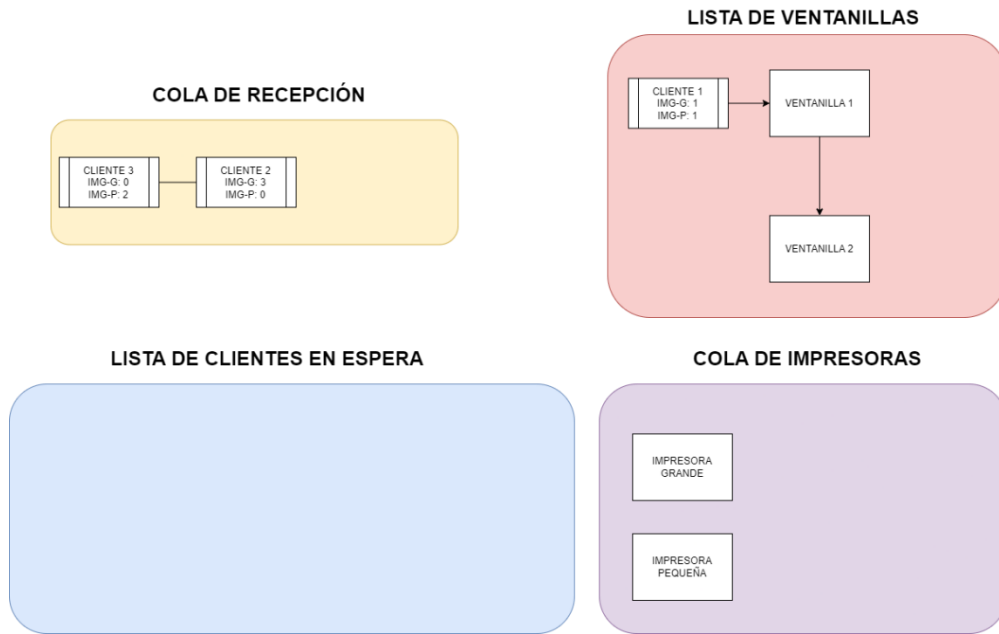 LISTA DE VENTANILLAS
CLIENTE 1
IMG-G: 1
IMG-P: 1
VENTANILLA 1
VENTANILLA 2
COLA DE RECEPCIÓN
CLIENTE 3
IMG-G: 0
IMG-P: 2
CLIENTE 2
IMG-G: 3
IMG-P: 0
LISTA DE CLIENTES EN ESPERA
COLA DE IMPRESORAS
IMPRESORA
GRANDE
IMPRESORA
PEQUEÑA